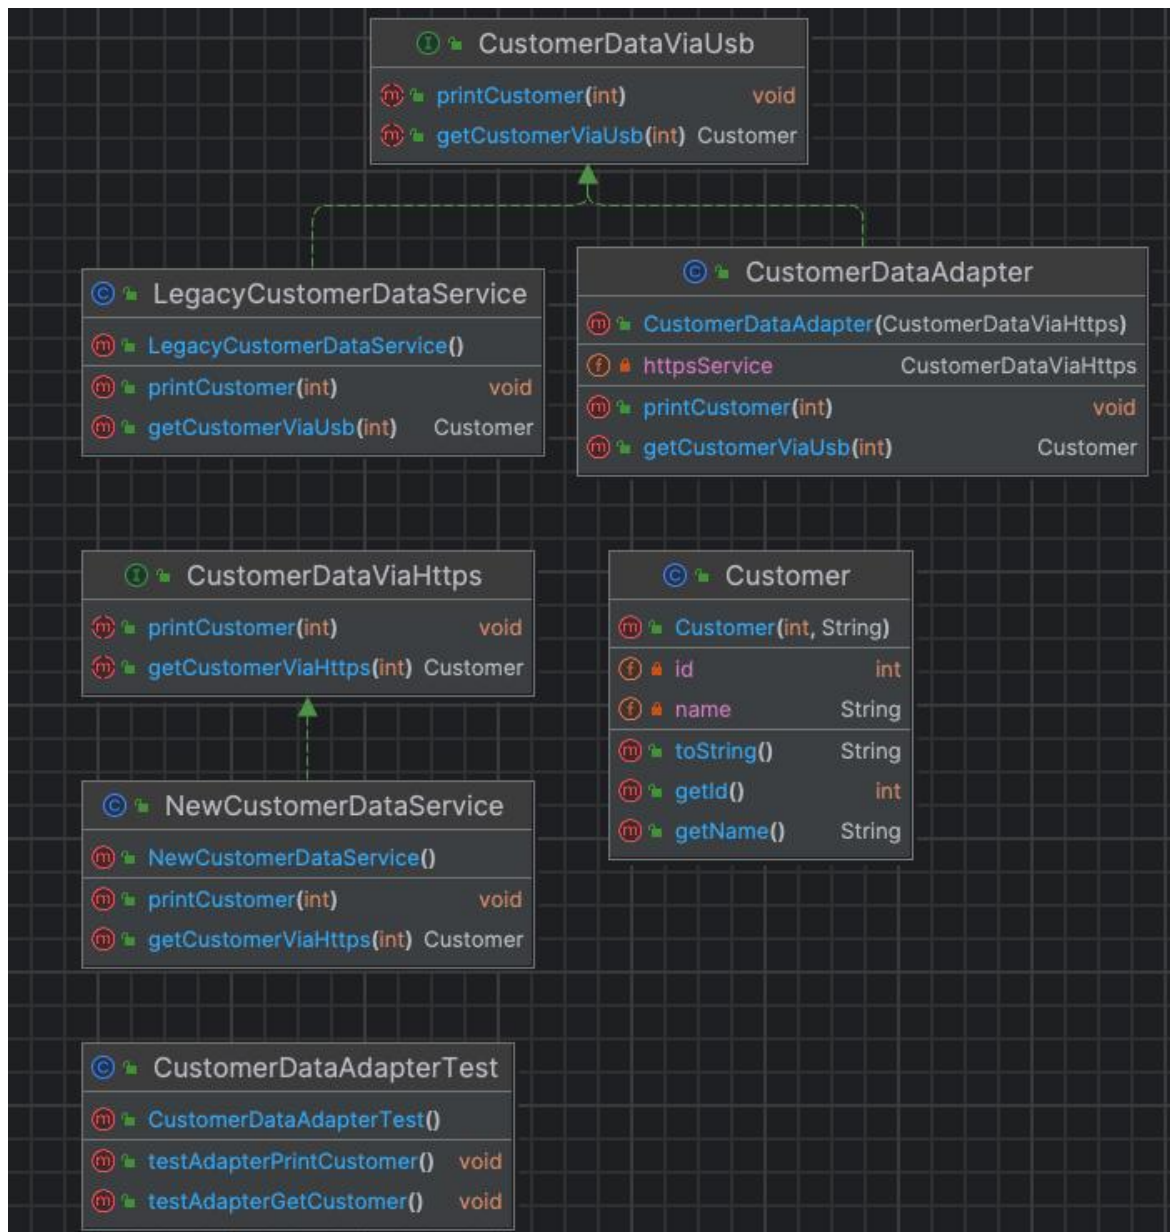 CustomerDataViaUsb
printCustomer(int) void
getCustomerViaUsb(int) Customer
LegacyCustomerDataService
LegacyCustomerDataService()
printCustomer(int) void
getCustomerViaUsb(int) Customer
CustomerDataAdapter
CustomerDataAdapter(CustomerDataViaHttps)
httpsService CustomerDataViaHttps
printCustomer(int) void
getCustomerViaUsb(int) Customer
CustomerDataViaHttps
printCustomer(int) void
getCustomerViaHttps(int) Customer
Customer
Customer(int, String)
id int
name String
toString() String
getId() int
getName() String
NewCustomerDataService
NewCustomerDataService()
printCustomer(int) void
getCustomerViaHttps(int) Customer
CustomerDataAdapterTest
CustomerDataAdapterTest()
testAdapterPrintCustomer() void
testAdapterGetCustomer() void